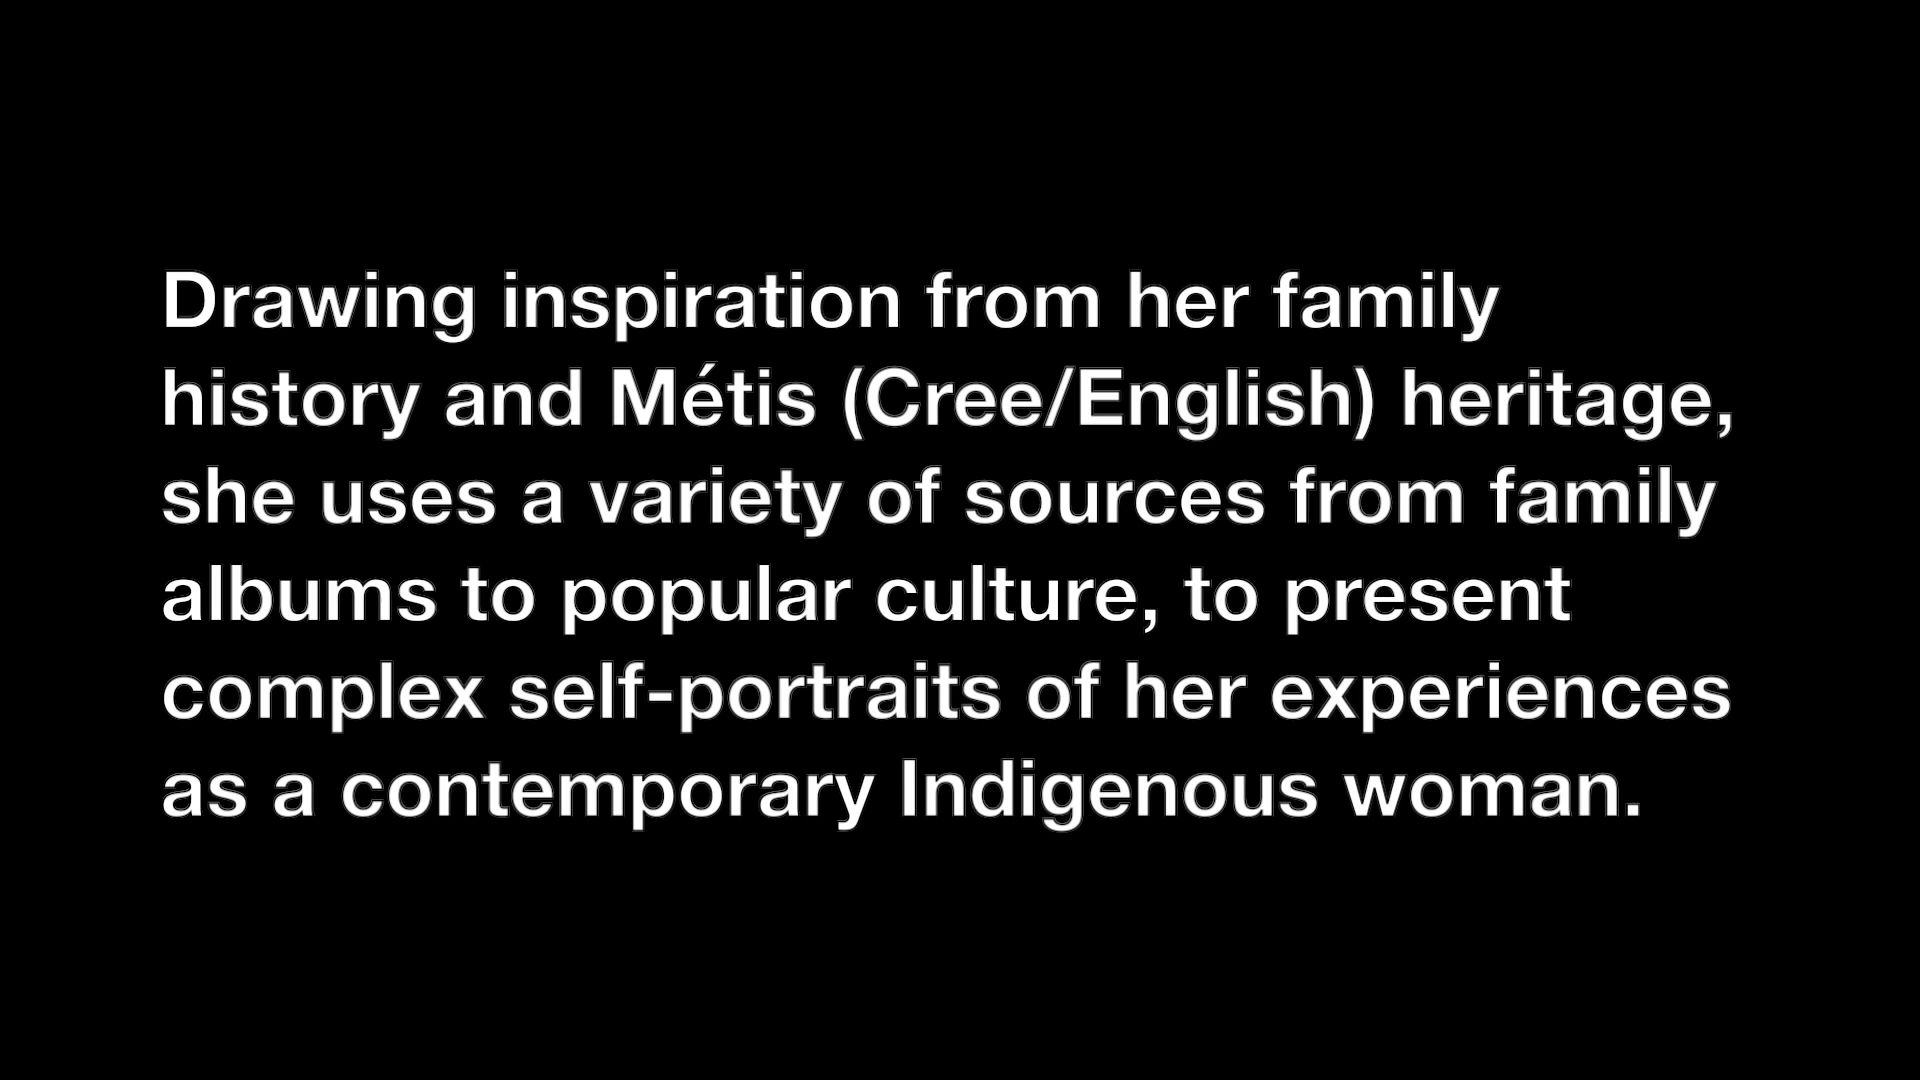 Drawing inspiration from her family
history and Métis (Cree/English) heritage,
she uses a variety of sources from family
albums to popular culture, to present
complex self-portraits of her experiences
as a contemporary Indigenous woman.